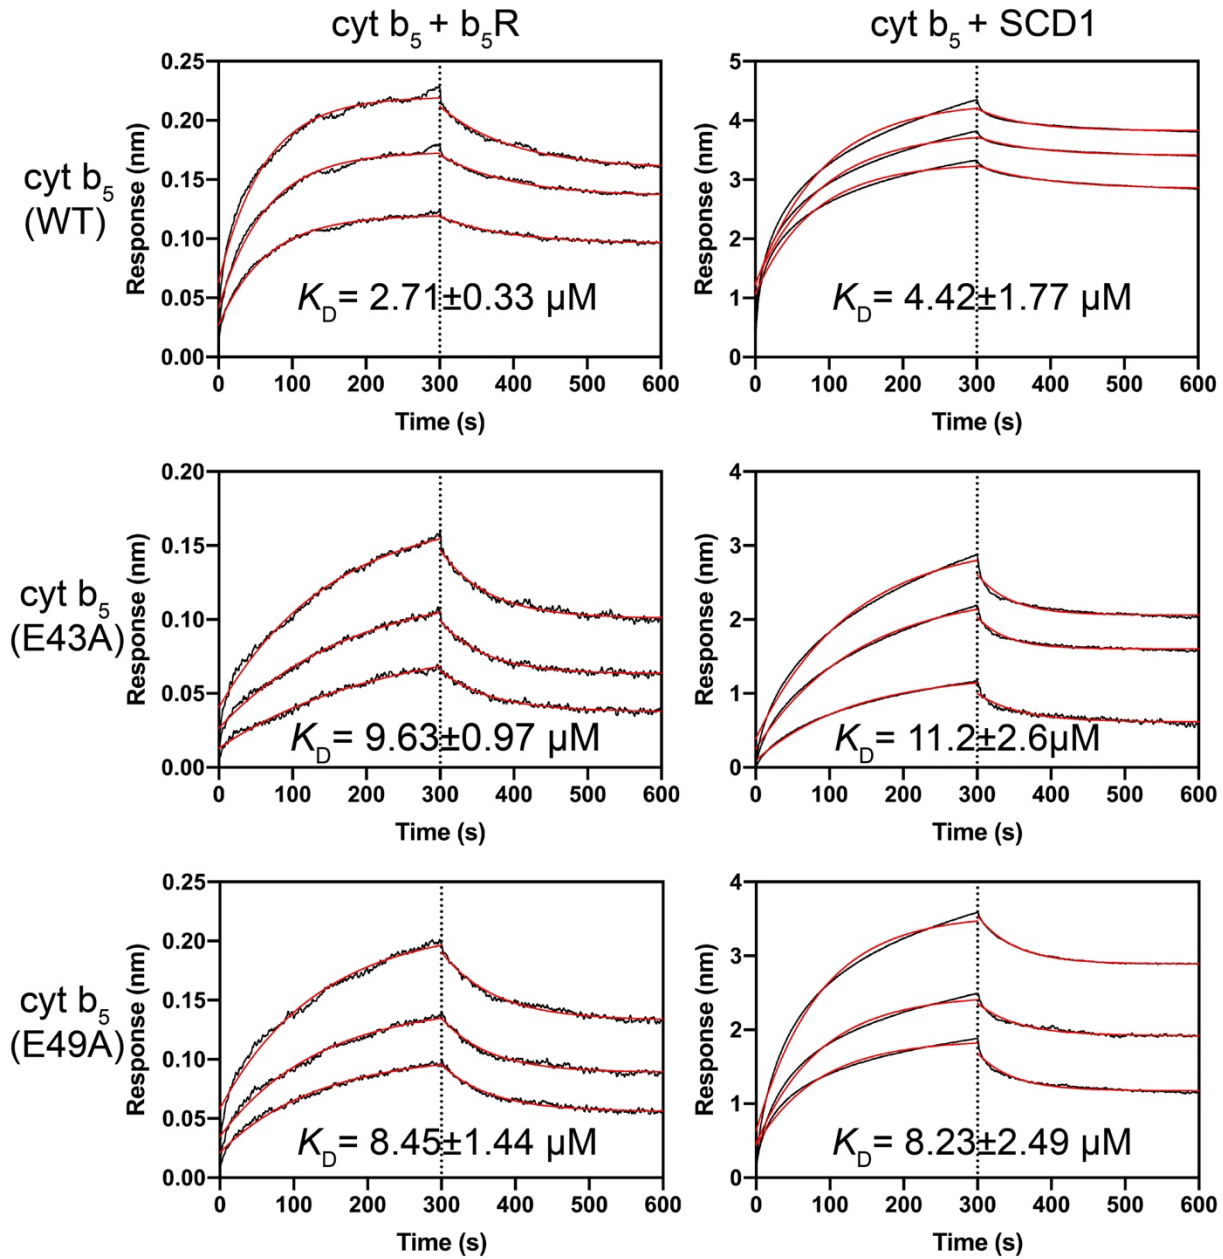 cyt b5 + b5R
cyt b5 + SCD1
cyt b5
(WT)
Response (nm)
0.25
0.20
0.15
0.10
0.05
0.00
KD= 2.71±0.33 µM
0 100 200 300 400 500 600
Time (s)
Response (nm)
5
4
3
2
1
0
KD= 4.42±1.77 µM
0 100 200 300 400 500 600
Time (s)
cyt b5
(E43A)
Response (nm)
0.20
0.15
0.10
0.05
0.00
KD= 9.63±0.97 µM
0 100 200 300 400 500 600
Time (s)
Response (nm)
4
3
2
1
0
KD= 11.2±2.6µM
0 100 200 300 400 500 600
Time (s)
cyt b5
(E49A)
Response (nm)
0.25
0.20
0.15
0.10
0.05
0.00
KD= 8.45±1.44 µM
0 100 200 300 400 500 600
Time (s)
Response (nm)
4
3
2
1
0
KD= 8.23±2.49 µM
0 100 200 300 400 500 600
Time (s)